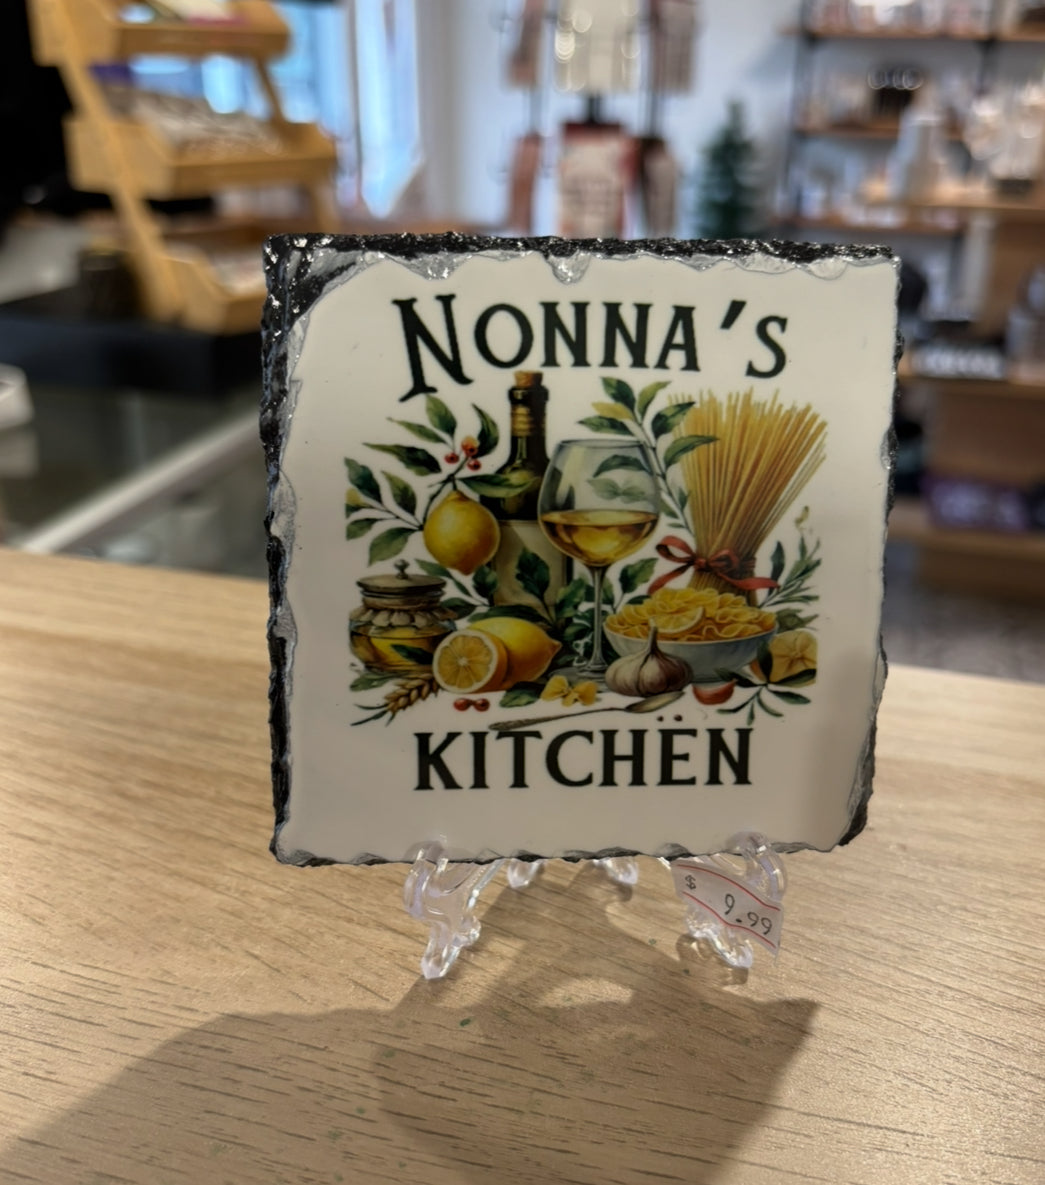 NONNA'S
KITCHËN
$ 9.99